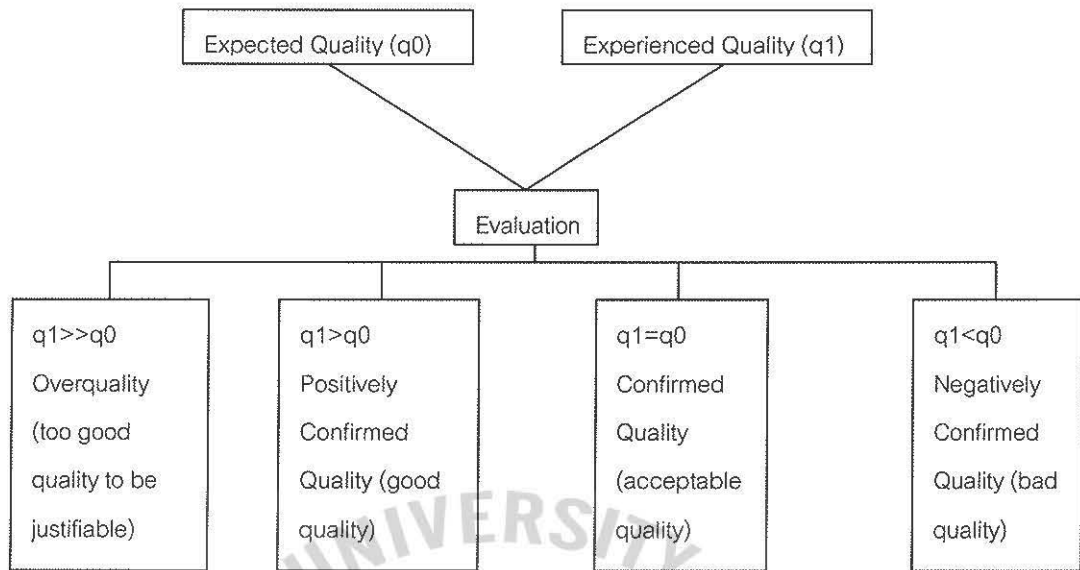 Expected Quality (q0)
Experienced Quality (q1)
Evaluation
q1>>q0
Overquality
(too good
quality to be
justifiable)
q1>q0
Positively
Confirmed
Quality (good
quality)
q1=q0
Confirmed
Quality
(acceptable
quality)
q1<q0
Negatively
Confirmed
Quality (bad
quality)
UNIVERSITY